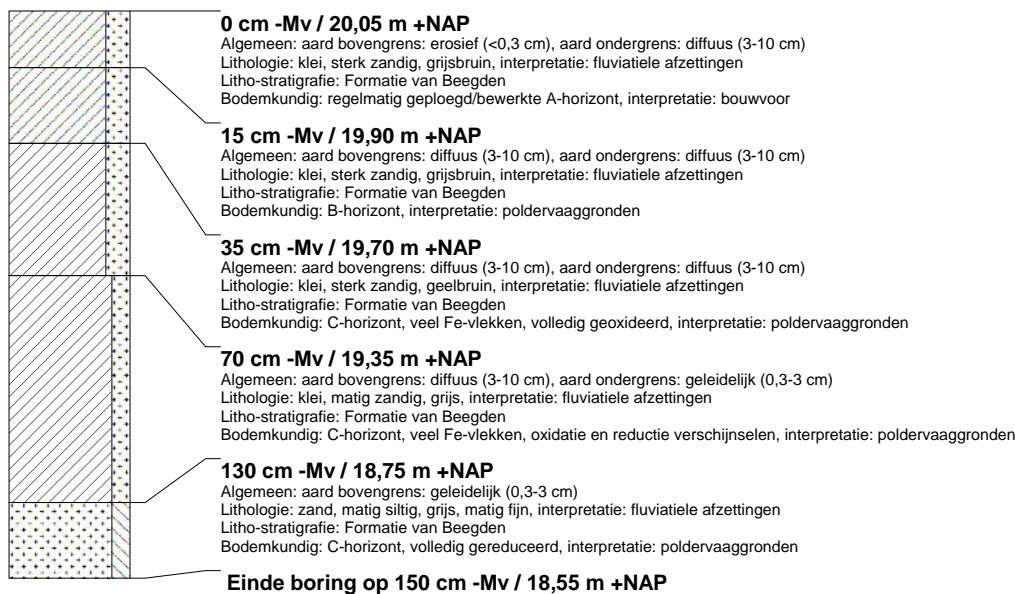 0 cm -Mv / 20,05 m +NAP
Algemeen: aard bovengrens: erosief (<0,3 cm), aard ondergrens: diffuus (3-10 cm)
Lithologie: klei, sterk zandig, grijsbruin, interpretatie: fluviatiele afzettingen
Litho-stratigrafie: Formatie van Beegden
Bodemkundig: regelmatig geploegd/bewerkte A-horizont, interpretatie: bouwvoor
15 cm -Mv / 19,90 m +NAP
Algemeen: aard bovengrens: diffuus (3-10 cm), aard ondergrens: diffuus (3-10 cm)
Lithologie: klei, sterk zandig, grijsbruin, interpretatie: fluviatiele afzettingen
Litho-stratigrafie: Formatie van Beegden
Bodemkundig: B-horizont, interpretatie: poldervaaggronden
35 cm -Mv / 19,70 m +NAP
Algemeen: aard bovengrens: diffuus (3-10 cm), aard ondergrens: diffuus (3-10 cm)
Lithologie: klei, sterk zandig, geelbruin, interpretatie: fluviatiele afzettingen
Litho-stratigrafie: Formatie van Beegden
Bodemkundig: C-horizont, veel Fe-vlekken, volledig geoxideerd, interpretatie: poldervaaggronden
70 cm -Mv / 19,35 m +NAP
Algemeen: aard bovengrens: diffuus (3-10 cm), aard ondergrens: geleidelijk (0,3-3 cm)
Lithologie: klei, matig zandig, grijs, interpretatie: fluviatiele afzettingen
Litho-stratigrafie: Formatie van Beegden
Bodemkundig: C-horizont, veel Fe-vlekken, oxidatie en reductie verschijnselen, interpretatie: poldervaaggronden
130 cm -Mv / 18,75 m +NAP
Algemeen: aard bovengrens: geleidelijk (0,3-3 cm)
Lithologie: zand, matig siltig, grijs, matig fijn, interpretatie: fluviatiele afzettingen
Litho-stratigrafie: Formatie van Beegden
Bodemkundig: C-horizont, volledig gereduceerd, interpretatie: poldervaaggronden
Einde boring op 150 cm -Mv / 18,55 m +NAP